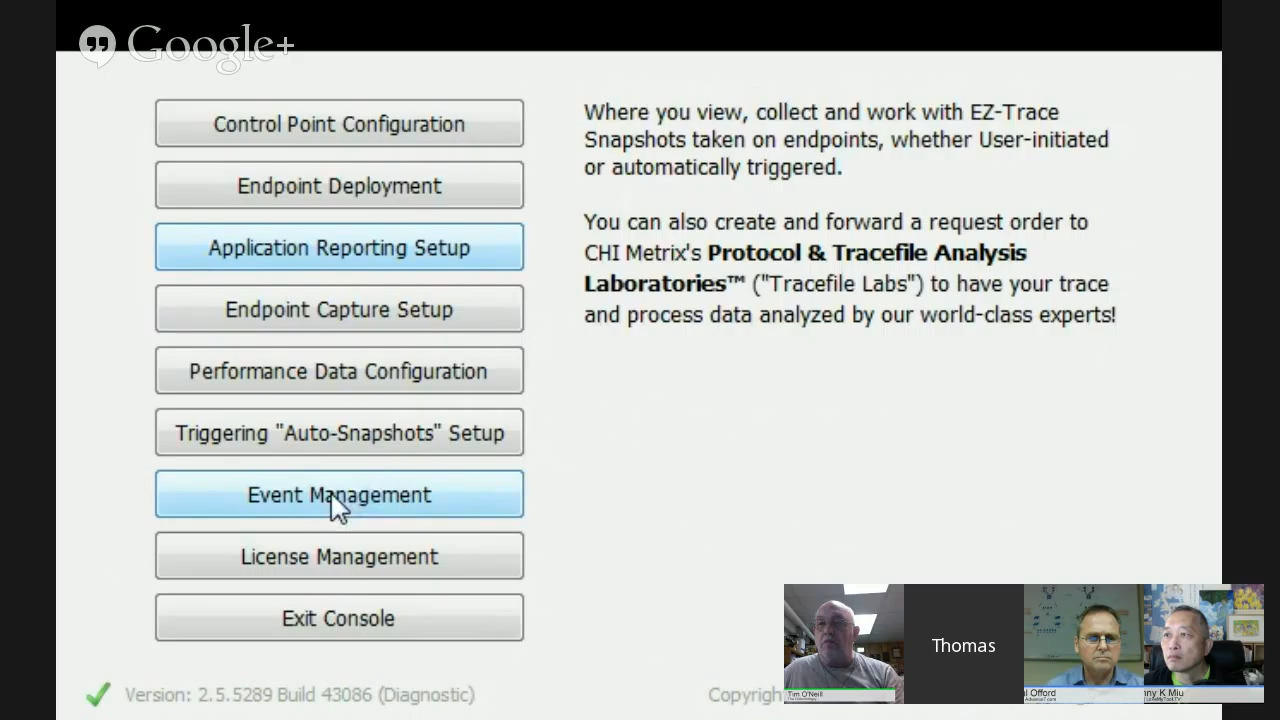 Google+
Control Point Configuration
Endpoint Deployment
Application Reporting Setup
Endpoint Capture Setup
Performance Data Configuration
Triggering "Auto-Snapshots" Setup
Event Management
License Management
Exit Console
Where you view, collect and work with EZ-Trace
Snapshots taken on endpoints, whether User-initiated
or automatically triggered.
You can also create and forward a request order to
CHI Metrix's Protocol & Tracefile Analysis
Laboratories™ ("Tracefile Labs") to have your trace
and process data analyzed by our world-class experts!
Version: 2.5.5289 Build 43086 (Diagnostic)
Copyright
Tim O'Neill
Thomas
l Offord
nny K Miu